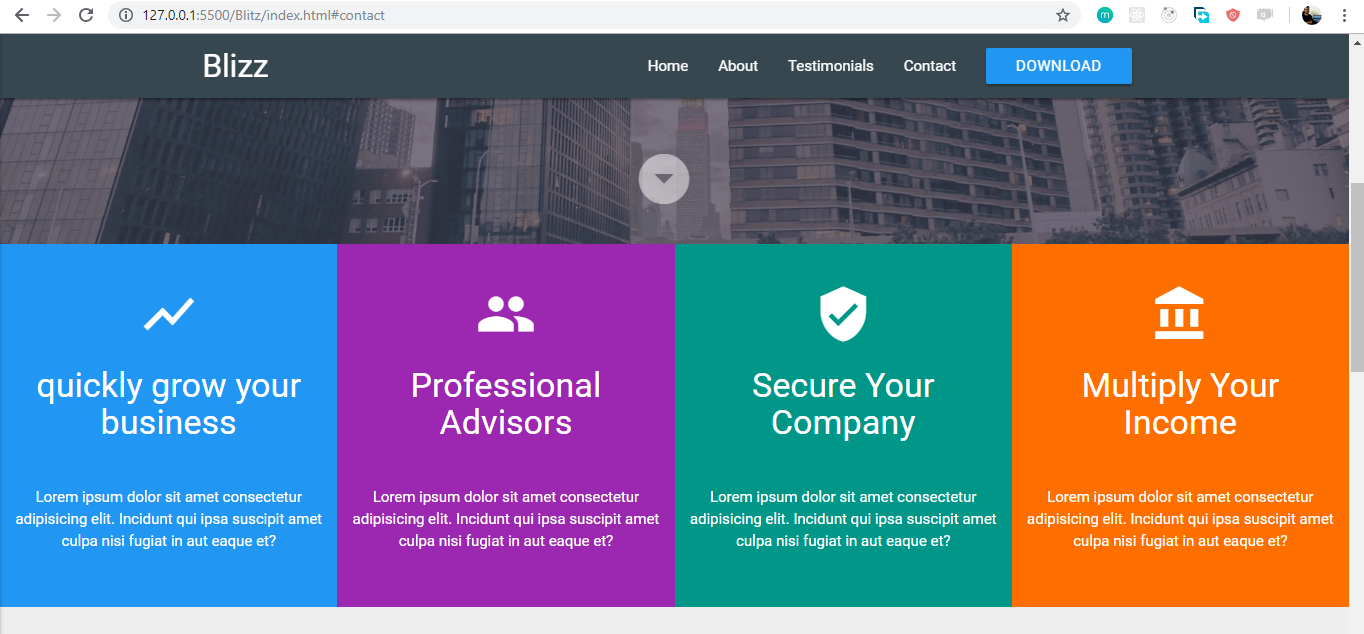 127.0.0.1:5500/Blitz/index.html#contact
Blizz
Home About Testimonials Contact DOWNLOAD
quickly grow your
business
Lorem ipsum dolor sit amet consectetur
adipisicing elit. Incidunt qui ipsa suscipit amet
culpa nisi fugiat in aut eaque et?
Professional
Advisors
Lorem ipsum dolor sit amet consectetur
adipisicing elit. Incidunt qui ipsa suscipit amet
culpa nisi fugiat in aut eaque et?
Secure Your
Company
Lorem ipsum dolor sit amet consectetur
adipisicing elit. Incidunt qui ipsa suscipit amet
culpa nisi fugiat in aut eaque et?
Multiply Your
Income
Lorem ipsum dolor sit amet consectetur
adipisicing elit. Incidunt qui ipsa suscipit amet
culpa nisi fugiat in aut eaque et?